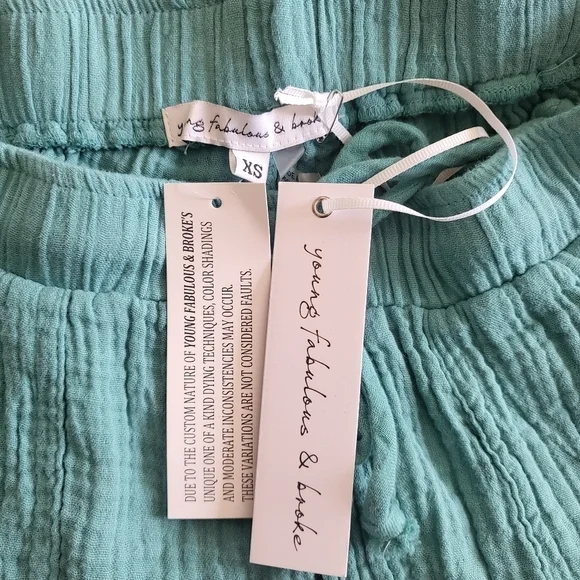 young fabulous & broke
XS
DUE TO THE CUSTOM NATURE OF YOUNG FABULOUS & BROKE'S
UNIQUE ONE OF A KIND DYING TECHNIQUES, COLOR SHADINGS
AND MODERATE INCONSISTENCIES MAY OCCUR.
THESE VARIATIONS ARE NOT CONSIDERED FAULTS.
young fabulous & broke